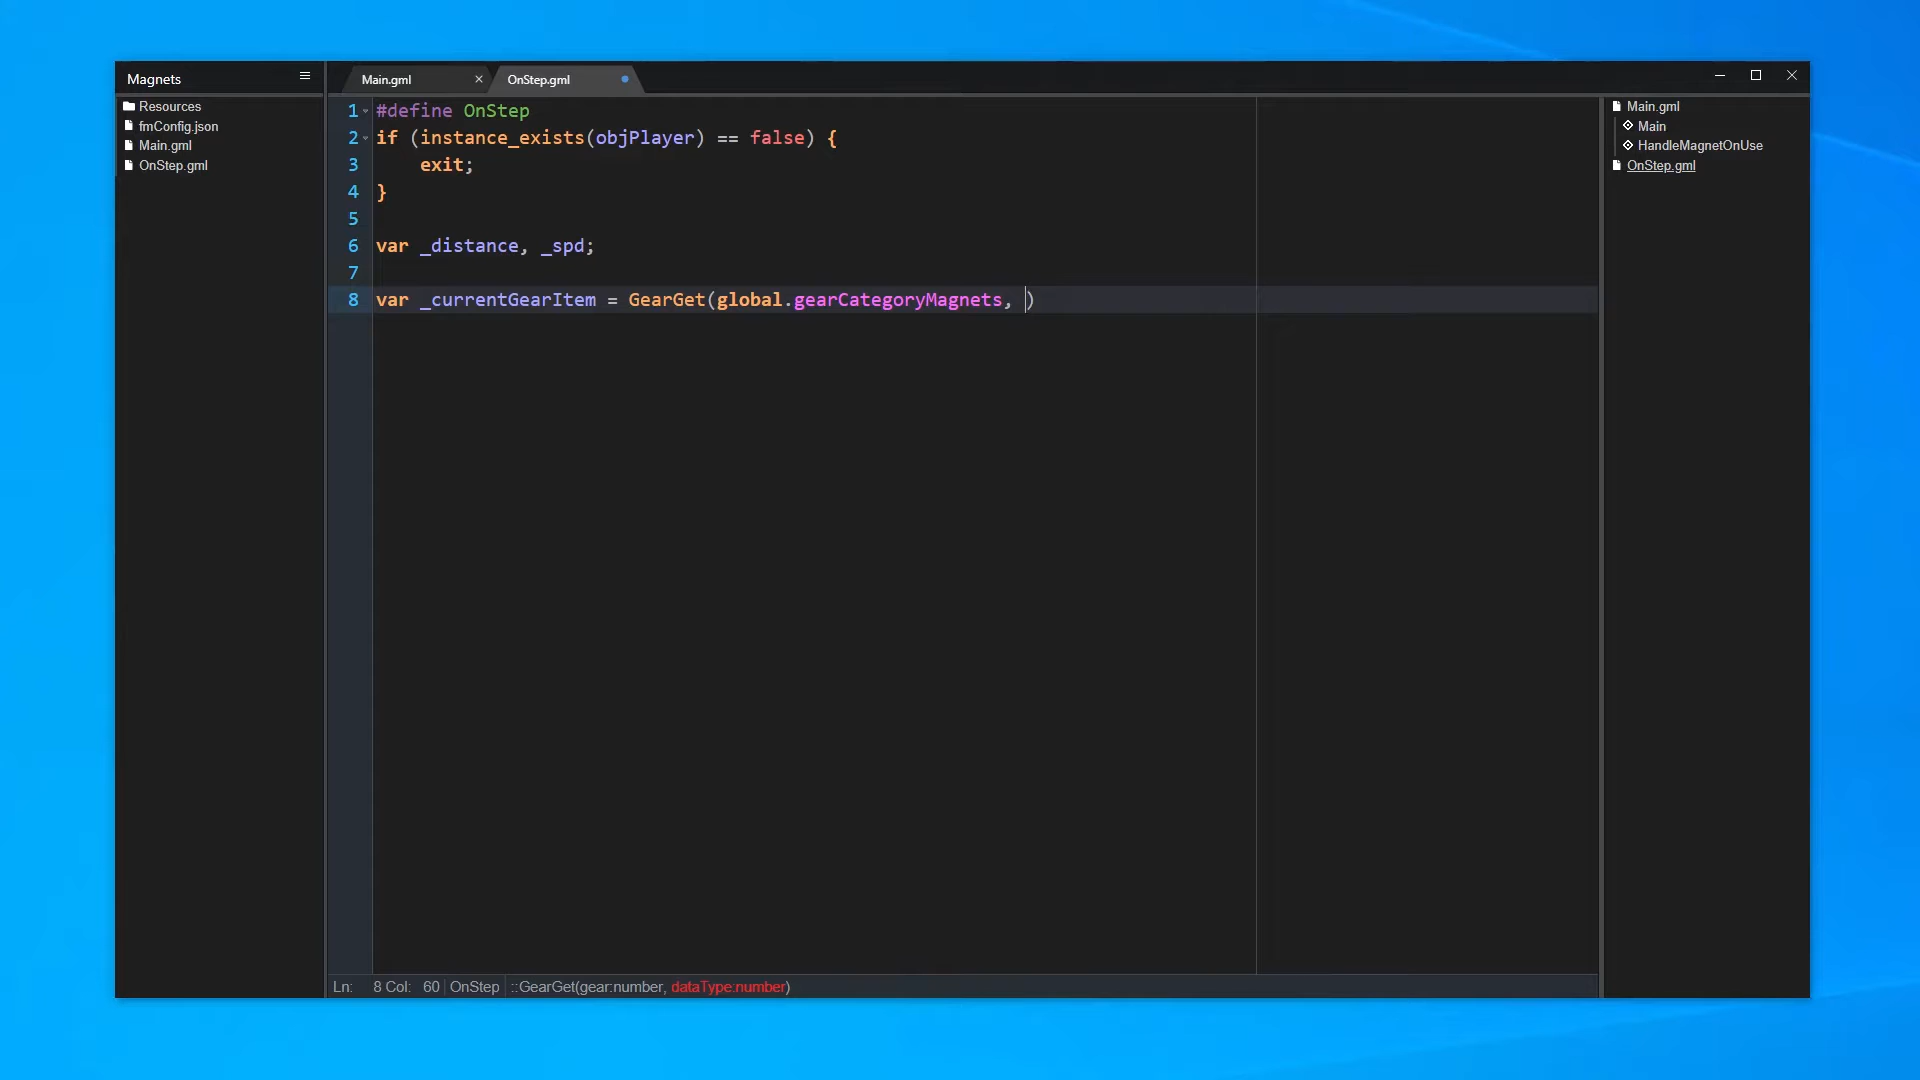 Magnets
Resources
fmConfig.json
Main.gml
OnStep.gml
Main.gml
OnStep.gml
1 #define OnStep
2 if (instance_exists(objPlayer) == false) {
3 exit;
4 }
5
6 var _distance, _spd;
7
8 var _currentGearItem = GearGet(global.gearCategoryMagnets, )
Ln: 8 Col: 60 OnStep ::GearGet(gear:number, dataType:number)
Main.gml
Main
HandleMagnetOnUse
OnStep.gml